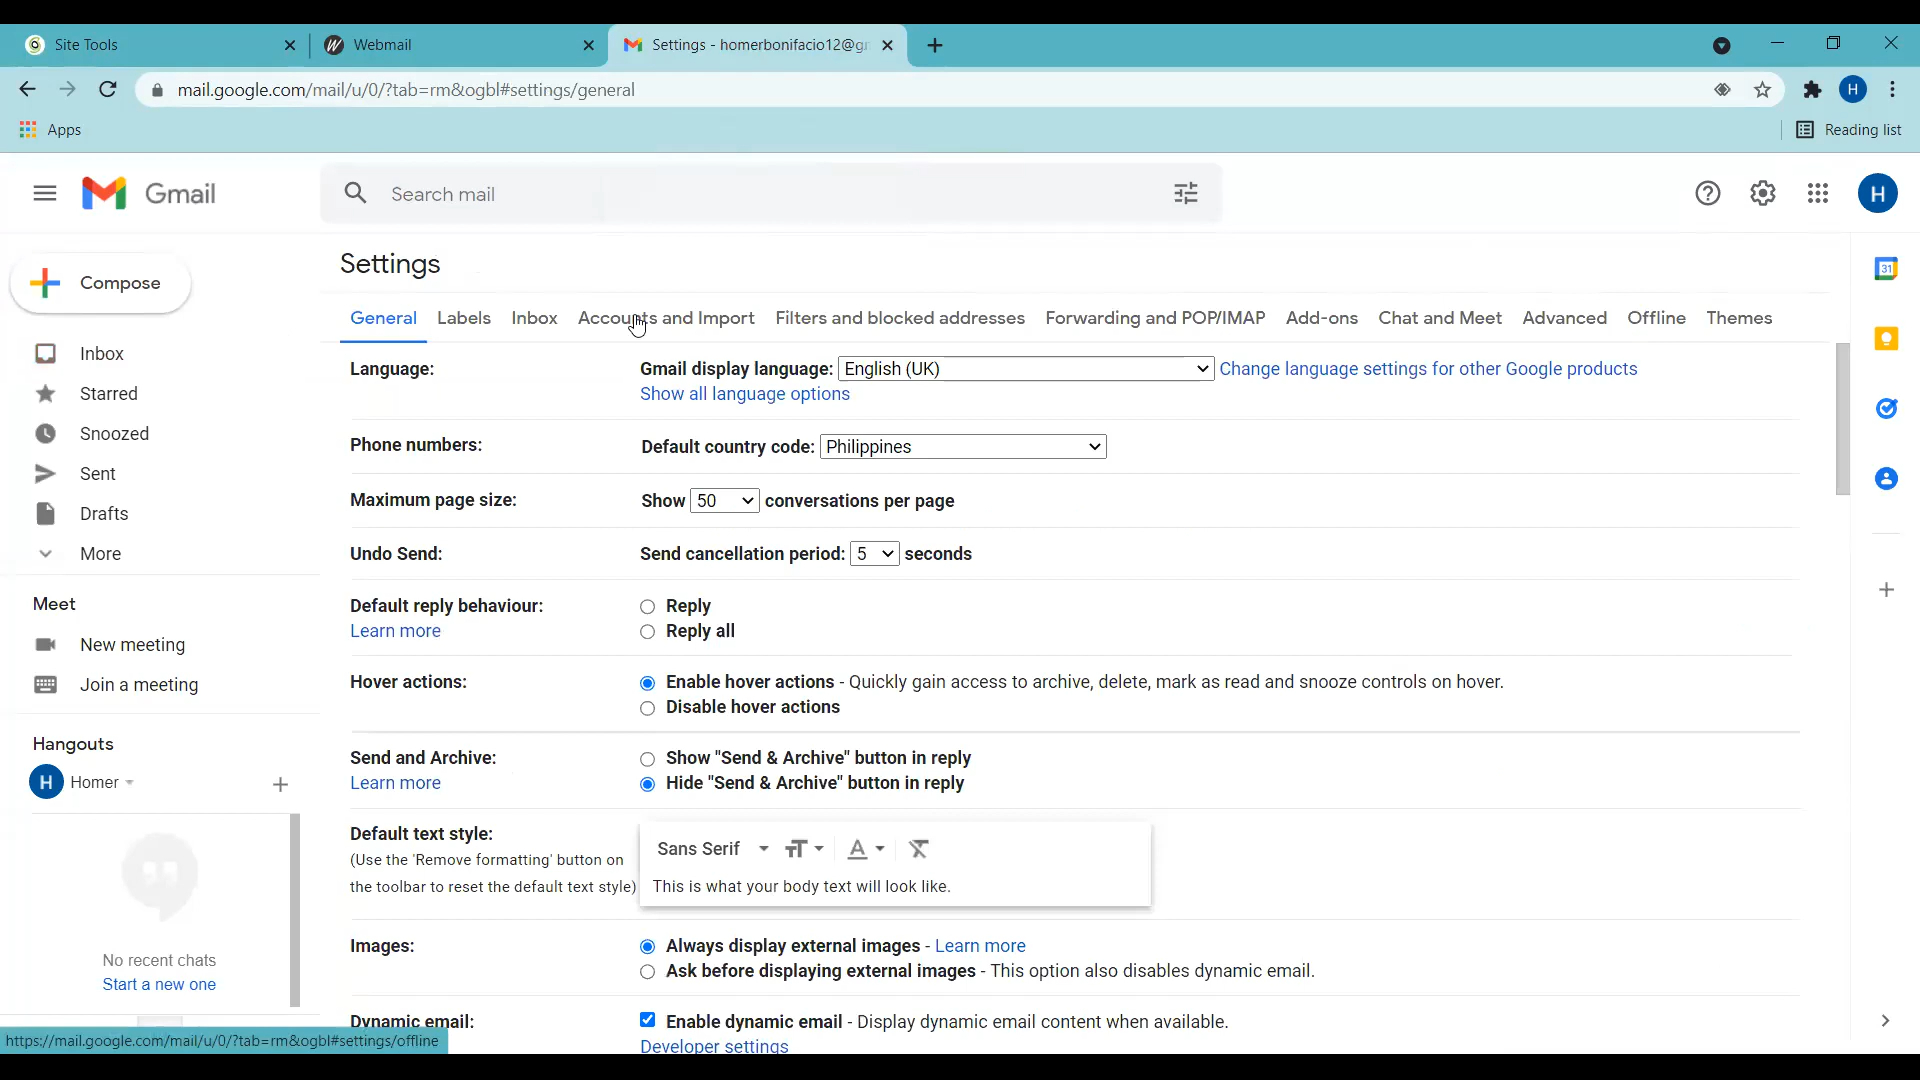 Site Tools
Webmail
Settings - homerbonifacio12@gm
mail.google.com/mail/u/0/?tab=rm&ogbl#settings/general
H
Apps
Reading list
Gmail
Search mail
H
Compose
Inbox
Starred
Snoozed
Sent
Drafts
More
Meet
New meeting
Join a meeting
Hangouts
H Homer
No recent chats
Start a new one
Settings
General Labels Inbox Accounts and Import Filters and blocked addresses Forwarding and POP/IMAP Add-ons Chat and Meet Advanced Offline Themes
Language: Gmail display language: English (UK) Change language settings for other Google products
Show all language options
Phone numbers: Default country code: Philippines
Maximum page size: Show 50 conversations per page
Undo Send: Send cancellation period: 5 seconds
Default reply behaviour: Reply
Learn more Reply all
Hover actions: Enable hover actions - Quickly gain access to archive, delete, mark as read and snooze controls on hover.
Disable hover actions
Send and Archive: Show "Send & Archive" button in reply
Learn more Hide "Send & Archive" button in reply
Default text style:
(Use the 'Remove formatting' button on
the toolbar to reset the default text style)
Sans Serif
This is what your body text will look like.
Images: Always display external images - Learn more
Ask before displaying external images - This option also disables dynamic email.
Dynamic email: Enable dynamic email - Display dynamic email content when available.
Developer settings
31
https://mail.google.com/mail/u/0/?tab=rm&ogbl#settings/offline